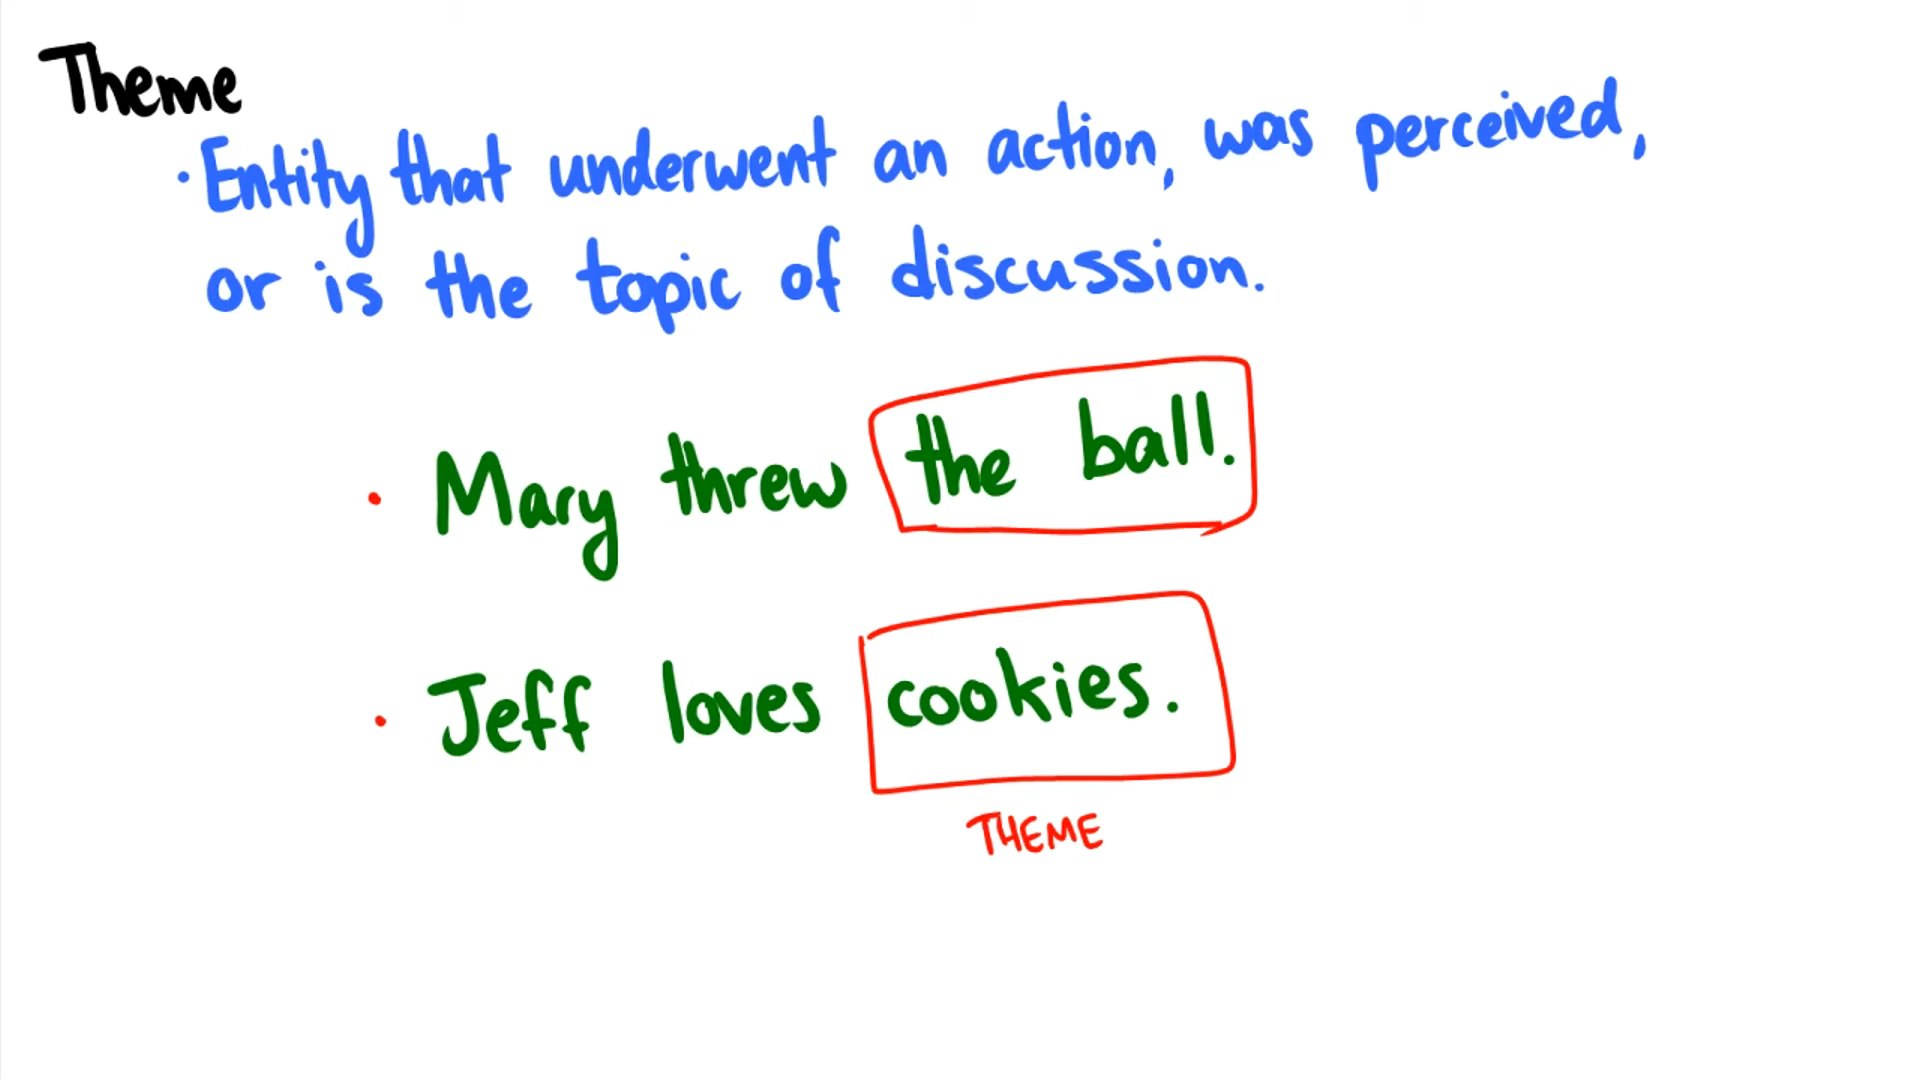 Theme
· Entity that underwent an action, was perceived,
or is the topic of discussion.
· Mary threw the ball.
· Jeff loves cookies.
THEME